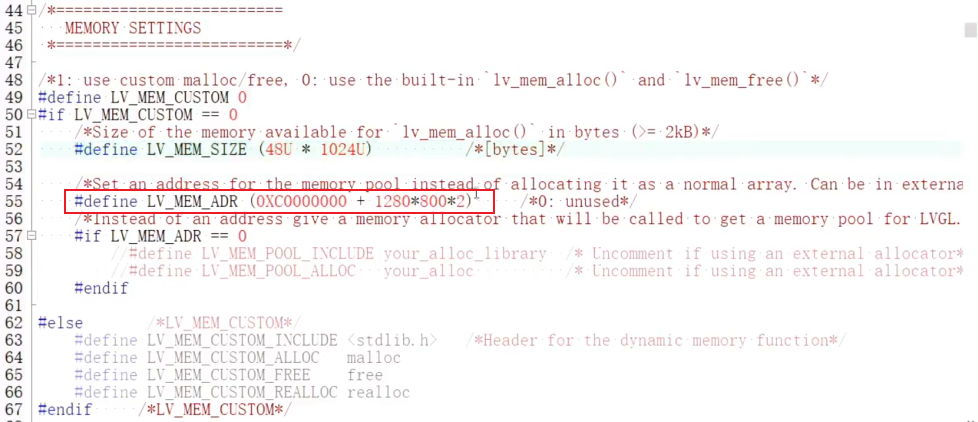 44 /*=========================
45 MEMORY SETTINGS
46 *=========================*/
47
48 /*1: use custom malloc/free, 0: use the built-in `lv_mem_alloc()` and `lv_mem_free()`*/
49 #define LV_MEM_CUSTOM 0
50 #if LV_MEM_CUSTOM == 0
51 /*Size of the memory available for `lv_mem_alloc()` in bytes (>= 2kB)*/
52 #define LV_MEM_SIZE (48U * 1024U) /*[bytes]*/
53
54 /*Set an address for the memory pool instead of allocating it as a normal array. Can be in externa
55 #define LV_MEM_ADR (0XC0000000 + 1280*800*2) /*0: unused*/
56 /*Instead of an address give a memory allocator that will be called to get a memory pool for LVGL.
57 #if LV_MEM_ADR == 0
58 //#define LV_MEM_POOL_INCLUDE your_alloc_library /* Uncomment if using an external allocator*
59 //#define LV_MEM_POOL_ALLOC your_alloc /* Uncomment if using an external allocator*
60 #endif
61
62 #else /*LV_MEM_CUSTOM*/
63 #define LV_MEM_CUSTOM_INCLUDE <stdlib.h> /*Header for the dynamic memory function*/
64 #define LV_MEM_CUSTOM_ALLOC malloc
65 #define LV_MEM_CUSTOM_FREE free
66 #define LV_MEM_CUSTOM_REALLOC realloc
67 #endif /*LV_MEM_CUSTOM*/